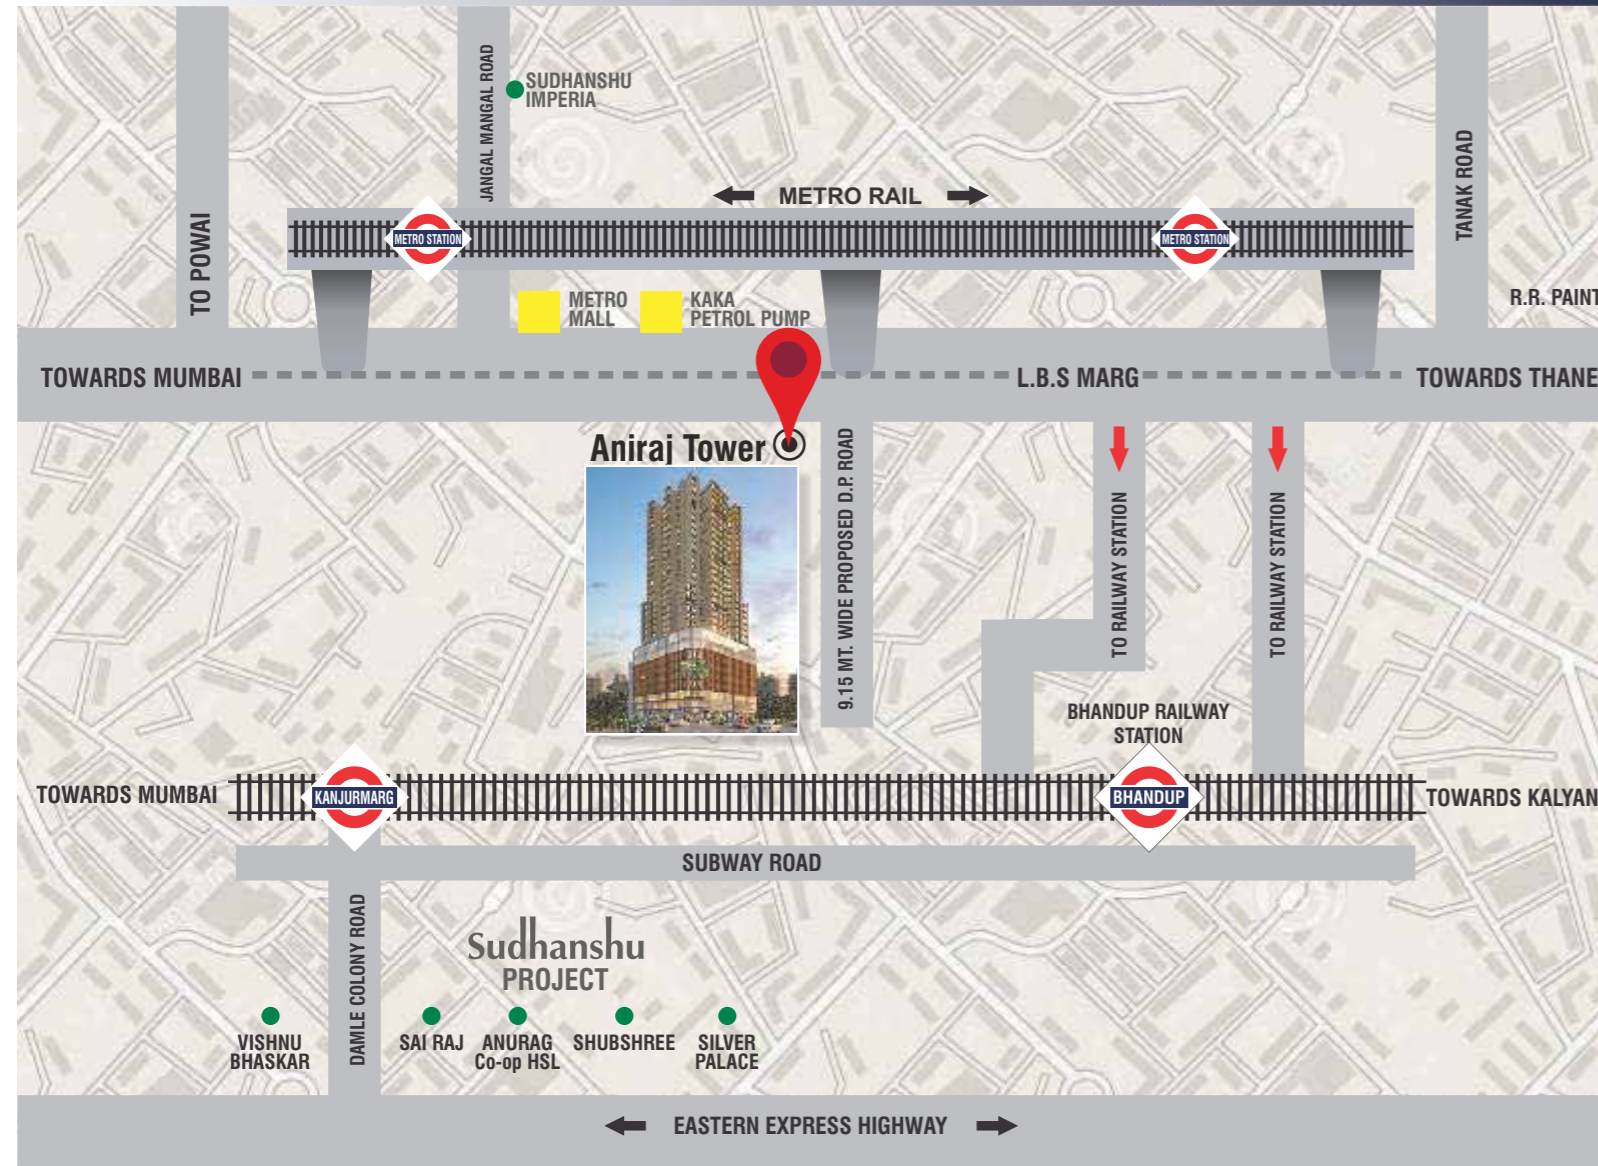 JANGAL MANGAL ROAD
SUDHANSHU
IMPERIA
TO POWAI
METRO RAIL
TANAK ROAD
METRO STATION
METRO STATION
METRO
MALL
KAKA
PETROL PUMP
R.R. PAINT
TOWARDS MUMBAI
L.B.S MARG
TOWARDS THANE
Aniraj Tower
9.15 MT. WIDE PROPOSED D.P. ROAD
TO RAILWAY STATION
TO RAILWAY STATION
BHANDUP RAILWAY
STATION
TOWARDS MUMBAI
KANJURMARG
BHANDUP
TOWARDS KALYAN
SUBWAY ROAD
DAMLE COLONY ROAD
Sudhanshu
PROJECT
VISHNU
BHASKAR
SAI RAJ
ANURAG
Co-op HSL
SHUBSHREE
SILVER
PALACE
EASTERN EXPRESS HIGHWAY